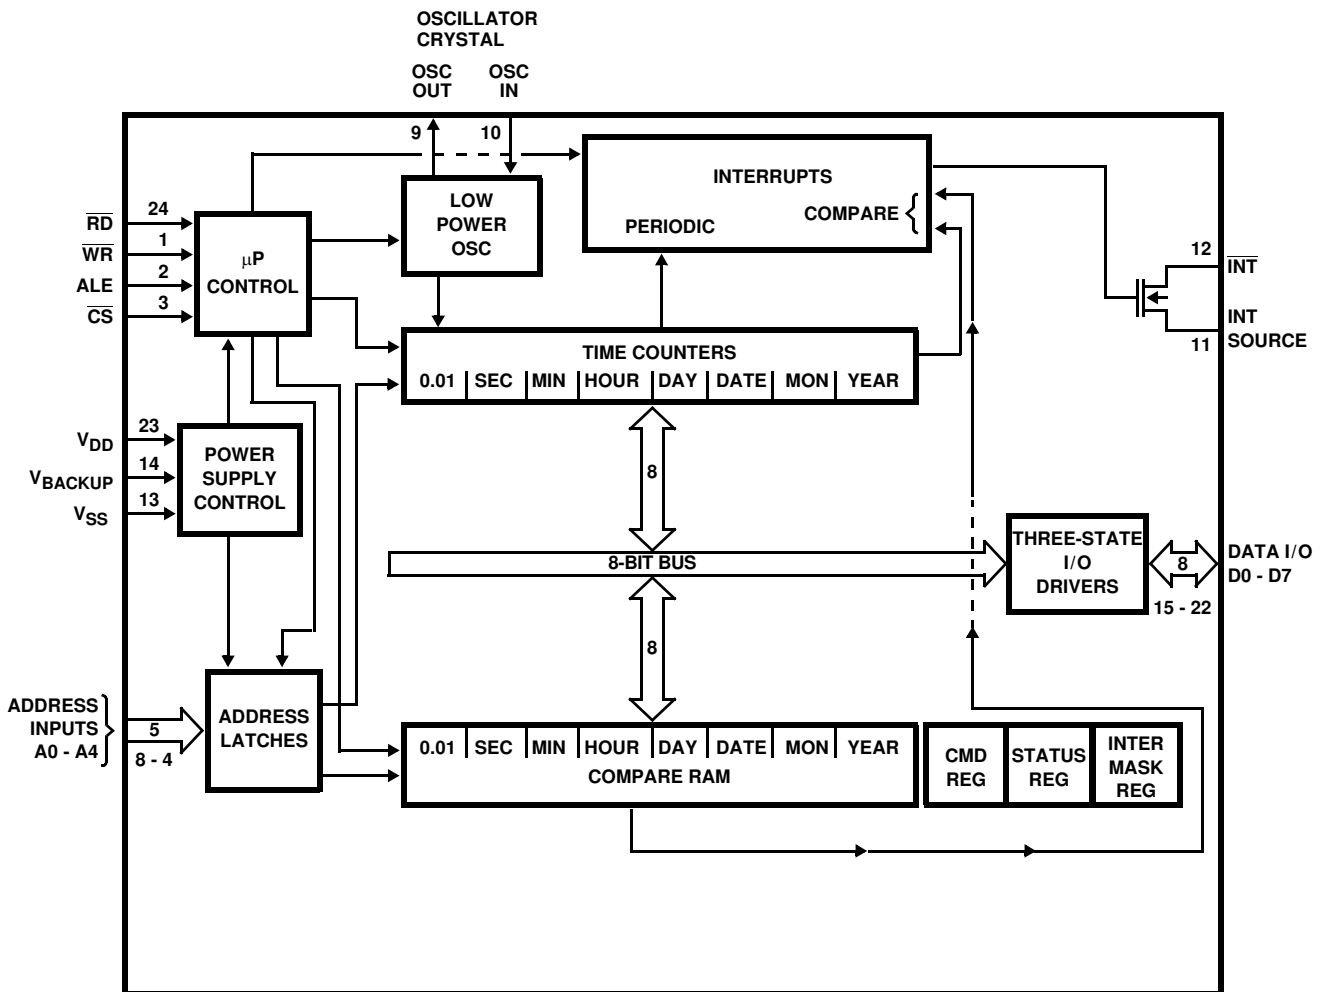 OSCILLATOR
CRYSTAL
OSC
OUT
OSC
IN
9
10
INTERRUPTS
COMPARE
PERIODIC
LOW
POWER
OSC
RD
24
WR
1
ALE
2
CS
3
μP
CONTROL
12
INT
INT
SOURCE
11
TIME COUNTERS
0.01 SEC MIN HOUR DAY DATE MON YEAR
VDD
23
VBACKUP
14
VSS
13
POWER
SUPPLY
CONTROL
8
8-BIT BUS
THREE-STATE
I/O
DRIVERS
8
DATA I/O
D0 - D7
15 - 22
8
ADDRESS
INPUTS
A0 - A4
5
8 - 4
ADDRESS
LATCHES
0.01 SEC MIN HOUR DAY DATE MON YEAR
COMPARE RAM
CMD
REG
STATUS
REG
INTER
MASK
REG